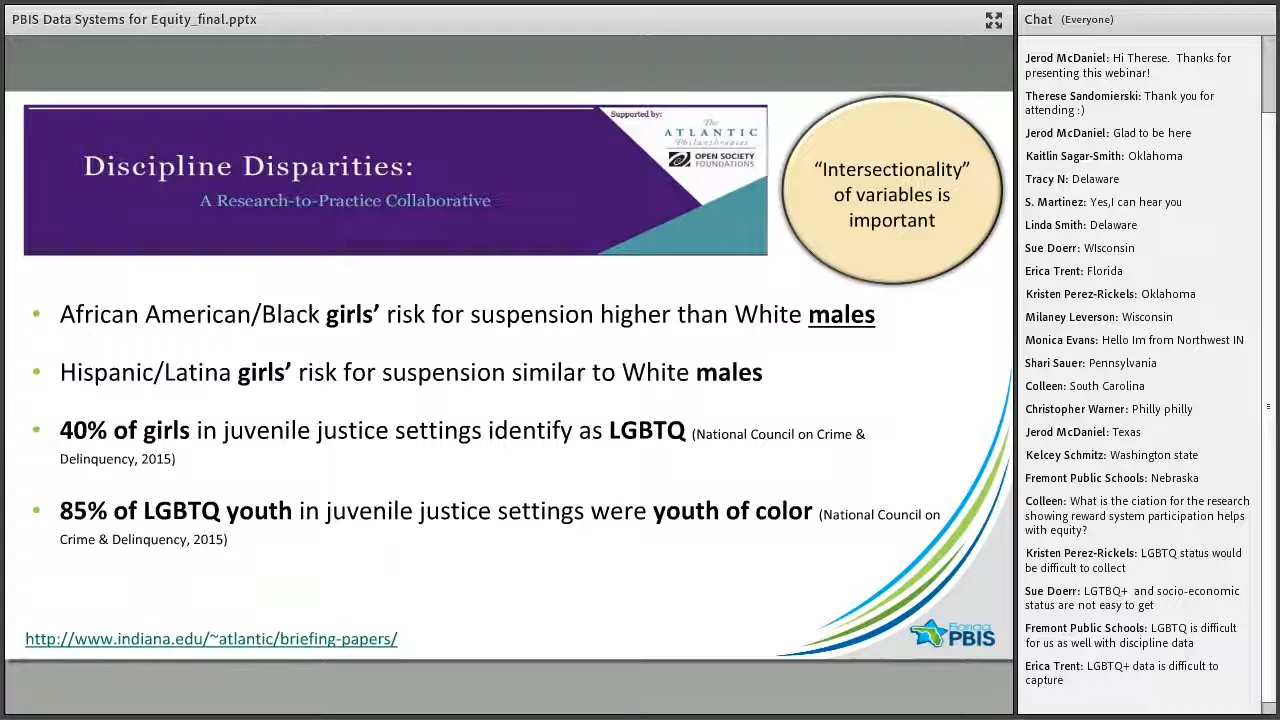 PBIS Data Systems for Equity_final.pptx
Supported by:
The
ATLANTIC
Philanthropies
OPEN SOCIETY
FOUNDATIONS
Discipline Disparities:
A Research-to-Practice Collaborative
“Intersectionality”
of variables is
important
• African American/Black girls’ risk for suspension higher than White males
• Hispanic/Latina girls’ risk for suspension similar to White males
• 40% of girls in juvenile justice settings identify as LGBTQ (National Council on Crime &
Delinquency, 2015)
• 85% of LGBTQ youth in juvenile justice settings were youth of color (National Council on
Crime & Delinquency, 2015)
http://www.indiana.edu/~atlantic/briefing-papers/
Florida
PBIS
Chat (Everyone)
Jerod McDaniel: Hi Therese. Thanks for
presenting this webinar!
Therese Sandomierski: Thank you for
attending :)
Jerod McDaniel: Glad to be here
Kaitlin Sagar-Smith: Oklahoma
Tracy N: Delaware
S. Martinez: Yes,I can hear you
Linda Smith: Delaware
Sue Doerr: WIsconsin
Erica Trent: Florida
Kristen Perez-Rickels: Oklahoma
Milaney Leverson: Wisconsin
Monica Evans: Hello Im from Northwest IN
Shari Sauer: Pennsylvania
Colleen: South Carolina
Christopher Warner: Philly philly
Jerod McDaniel: Texas
Kelcey Schmitz: Washington state
Fremont Public Schools: Nebraska
Colleen: What is the ciation for the research
showing reward system participation helps
with equity?
Kristen Perez-Rickels: LGBTQ status would
be difficult to collect
Sue Doerr: LGTBQ+ and socio-economic
status are not easy to get
Fremont Public Schools: LGBTQ is difficult
for us as well with discipline data
Erica Trent: LGBTQ+ data is difficult to
capture